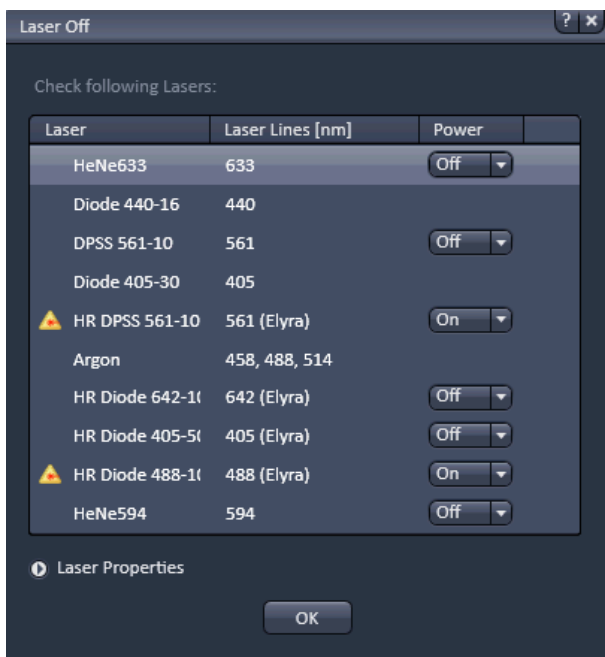 Laser Off ? ×
Check following Lasers:
Laser Laser Lines [nm] Power
HeNe633 633 Off
Diode 440-16 440
DPSS 561-10 561 Off
Diode 405-30 405
HR DPSS 561-10 561 (Elyra) On
Argon 458, 488, 514
HR Diode 642-10 642 (Elyra) Off
HR Diode 405-50 405 (Elyra) Off
HR Diode 488-10 488 (Elyra) On
HeNe594 594 Off
Laser Properties
OK